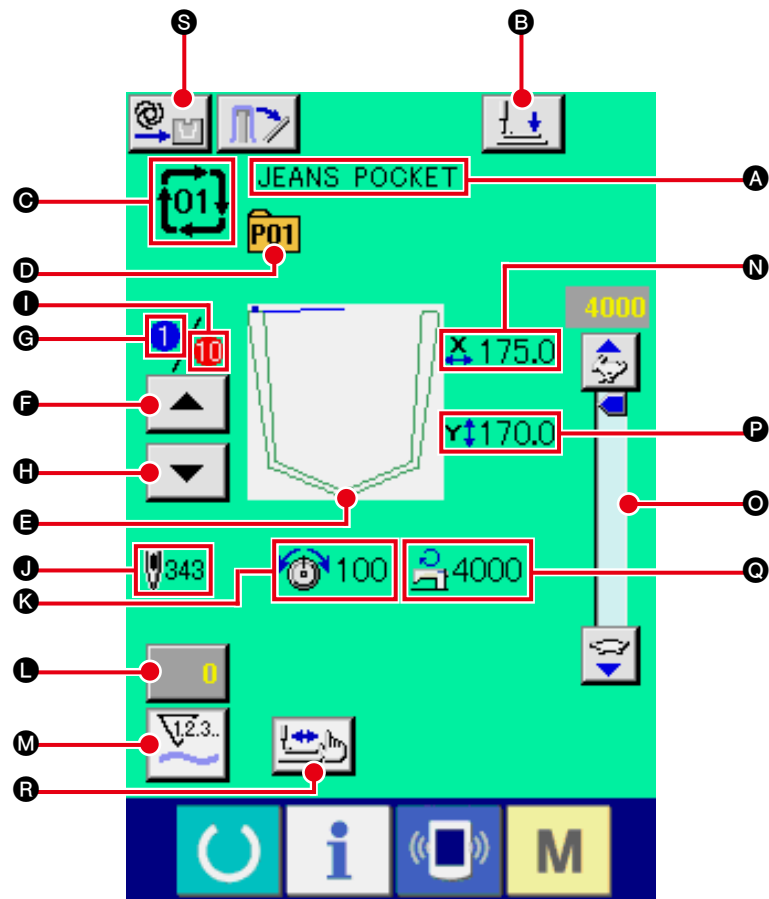 S B
C 01 JEANS POCKET A
D P01 N
I 4000
G 1 / 10 X 175.0
F
Y 170.0 P
H
E O
J 343 100 4000 Q
K
L 0
M 1.2.3..
R
i M